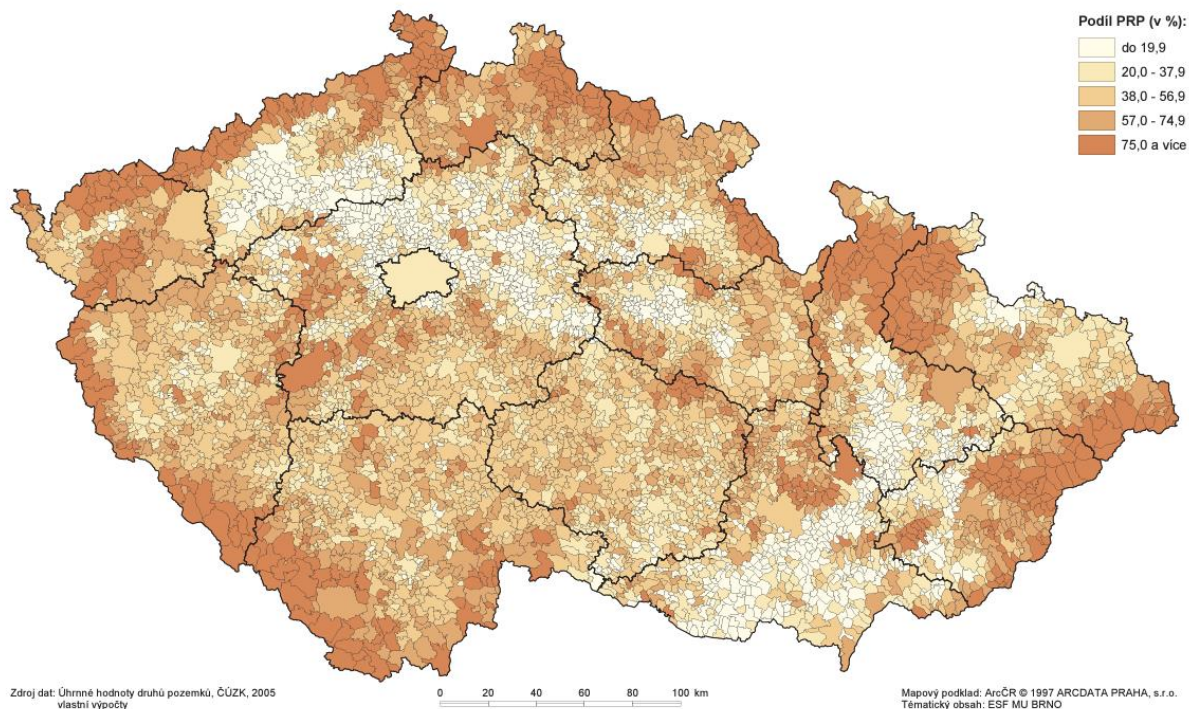 Podíl PRP (v %):
do 19,9
20,0 - 37,9
38,0 - 56,9
57,0 - 74,9
75,0 a více
Zdroj dat: Úhrnné hodnoty druhů pozemků, ČÚZK, 2005
vlastní výpočty
0 20 40 60 80 100 km
Mapový podklad: ArcČR © 1997 ARCDATA PRAHA, s.r.o.
Tématický obsah: ESF MU BRNO